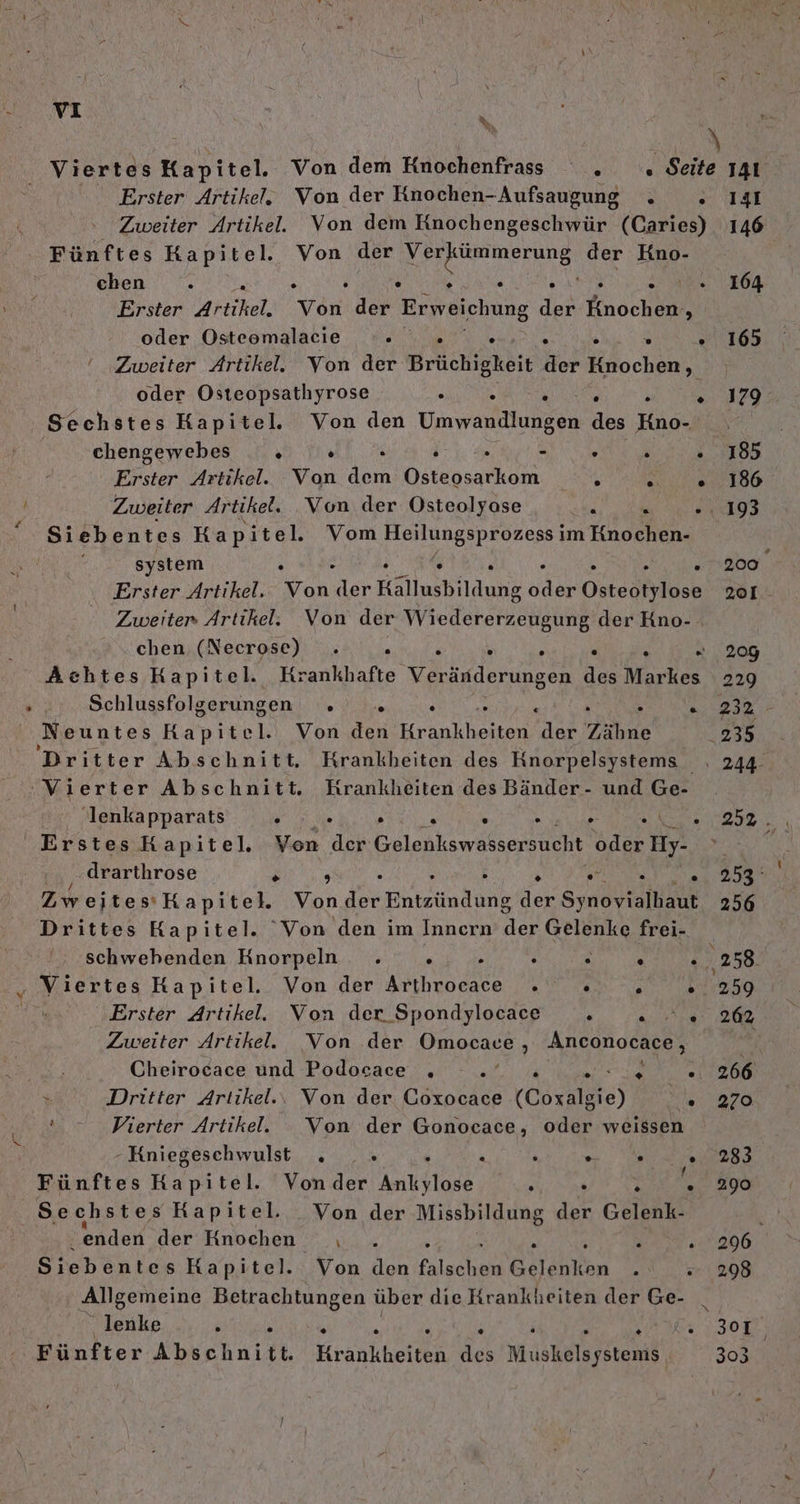 VI
Viertes Kapitel. Von dem Knochenfrass . . Seite 141
Erster Artikel. Von der Knochen-Aufsaugung . . 141
Zweiter Artikel. Von dem Knochengeschwür (Caries) 146
Fünftes Kapitel. Von der Verkümmerung der Kno-
chen . . . . . . . . . 164
Erster Artikel. Von der Erweichung der Knochen,
oder Osteomalacie . . . . . . . 165
Zweiter Artikel. Von der Brüchigkeit der Knochen,
oder Osteopsathyrose . . . . . . 179
Sechstes Kapitel. Von den Umwandlungen des Kno-
chengewebes . . . . . . . . 185
Erster Artikel. Von dem Osteosarkom . . . 186
Zweiter Artikel. Von der Osteolyose . . . 193
Siebentes Kapitel. Vom Heilungsprozess im Knochen-
system . . . . . . . . 200
Erster Artikel. Von der Kallusbildung oder Osteotylose 201
Zweiter Artikel. Von der Wiedererzeugung der Kno-
chen (Necrose) . . . . . . . 209
Achtes Kapitel. Krankhafte Veränderungen des Markes 229
Schlussfolgerungen . . . . . . . 232
Neuntes Kapitel. Von den Krankheiten der Zähne 235
Dritter Abschnitt. Krankheiten des Knorpelsystems . 244
Vierter Abschnitt. Krankheiten des Bänder- und Ge-
lenkapparats . . . . . . . . 252
Erstes Kapitel. Von der Gelenkswassersucht oder Hy-
drarthrose . . . . . . . . 253
Zweites Kapitel. Von der Entzündung der Synovialhaut 256
Drittes Kapitel. Von den im Innern der Gelenke frei-
schwebenden Knorpeln . . . . . . . 258
Viertes Kapitel. Von der Arthrocace . . . . 259
Erster Artikel. Von der Spondylocace . . . 262
Zweiter Artikel. Von der Omocace, Anconocace,
Cheirocace und Podocace . . . . . . 266
Dritter Artikel. Von der Coxocace (Coxalgie) . 270
Vierter Artikel. Von der Gonocace, oder weissen
Kniegeschwulst . . . . . . . . 283
Fünftes Kapitel. Von der Ankylose . . . . 290
Sechstes Kapitel. Von der Missbildung der Gelenk-
enden der Knochen . . . . . . . 296
Siebentes Kapitel. Von den falschen Gelenken . . 298
Allgemeine Betrachtungen über die Krankheiten der Ge-
lenke . . . . . . . . . 301
Fünfter Abschnitt. Krankheiten des Muskelsystems 303